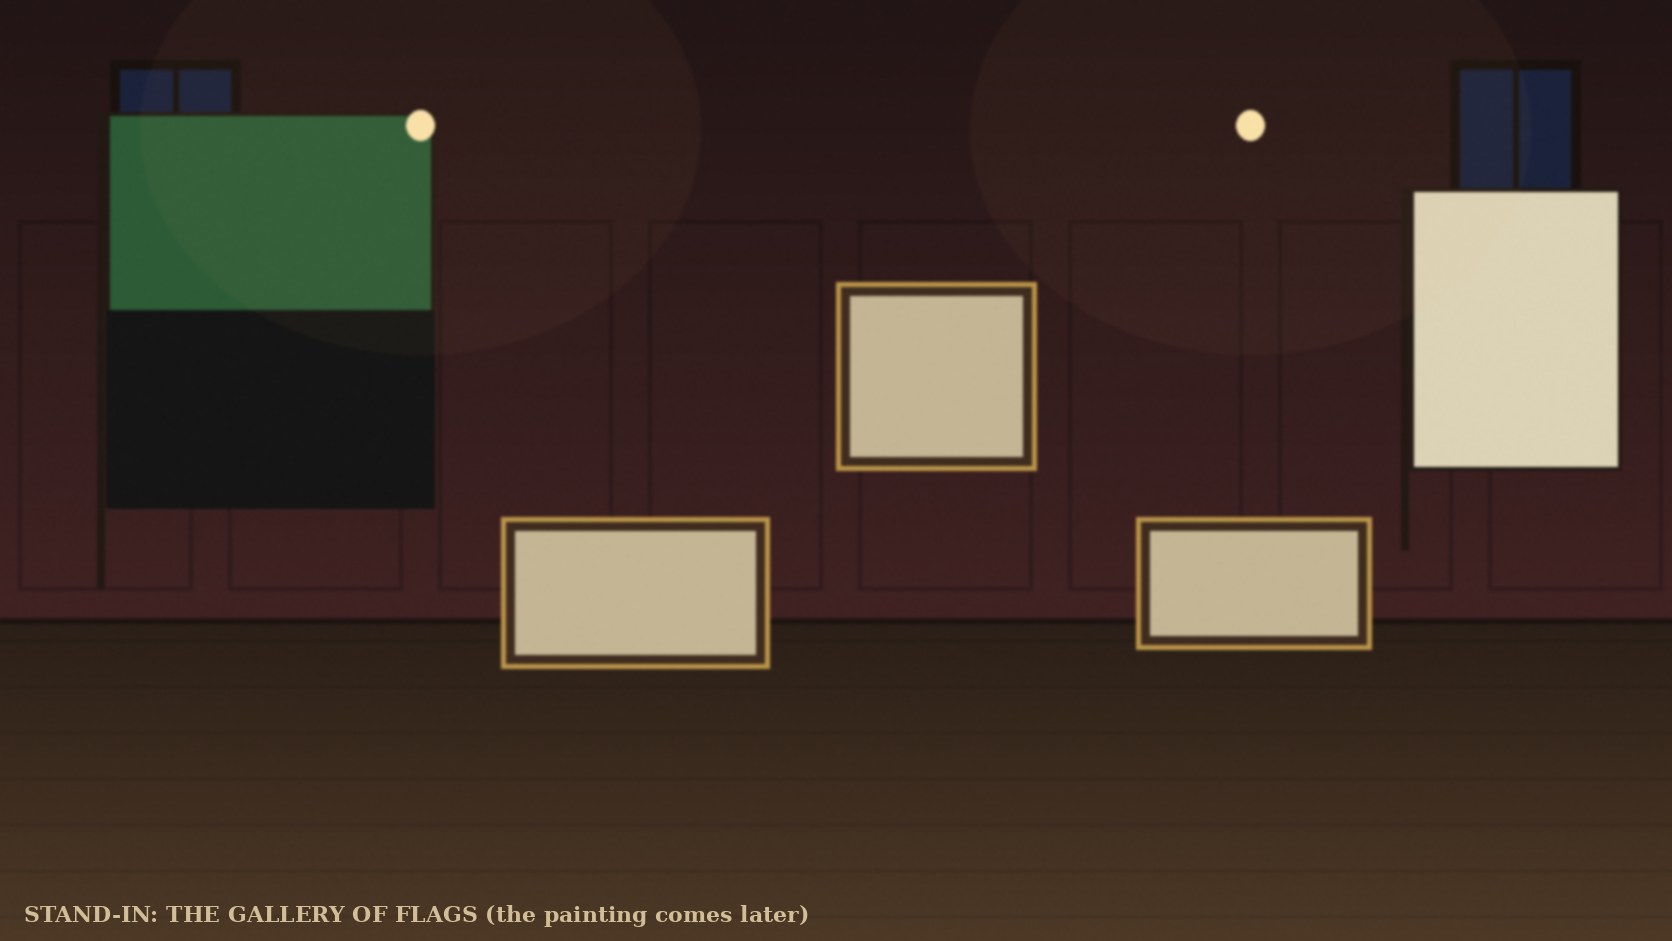 STAND-IN: THE GALLERY OF FLAGS (the painting comes later)